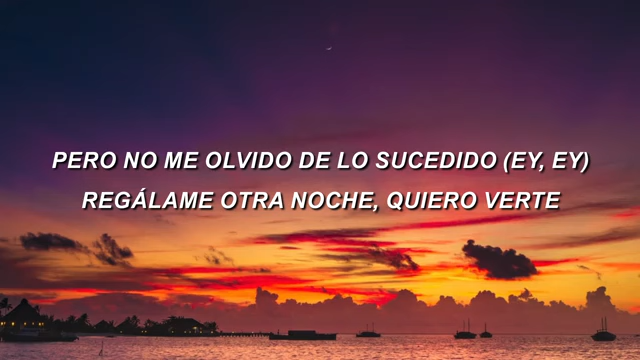 PERO NO ME OLVIDO DE LO SUCEDIDO (EY, EY)
REGÁLAME OTRA NOCHE, QUIERO VERTE